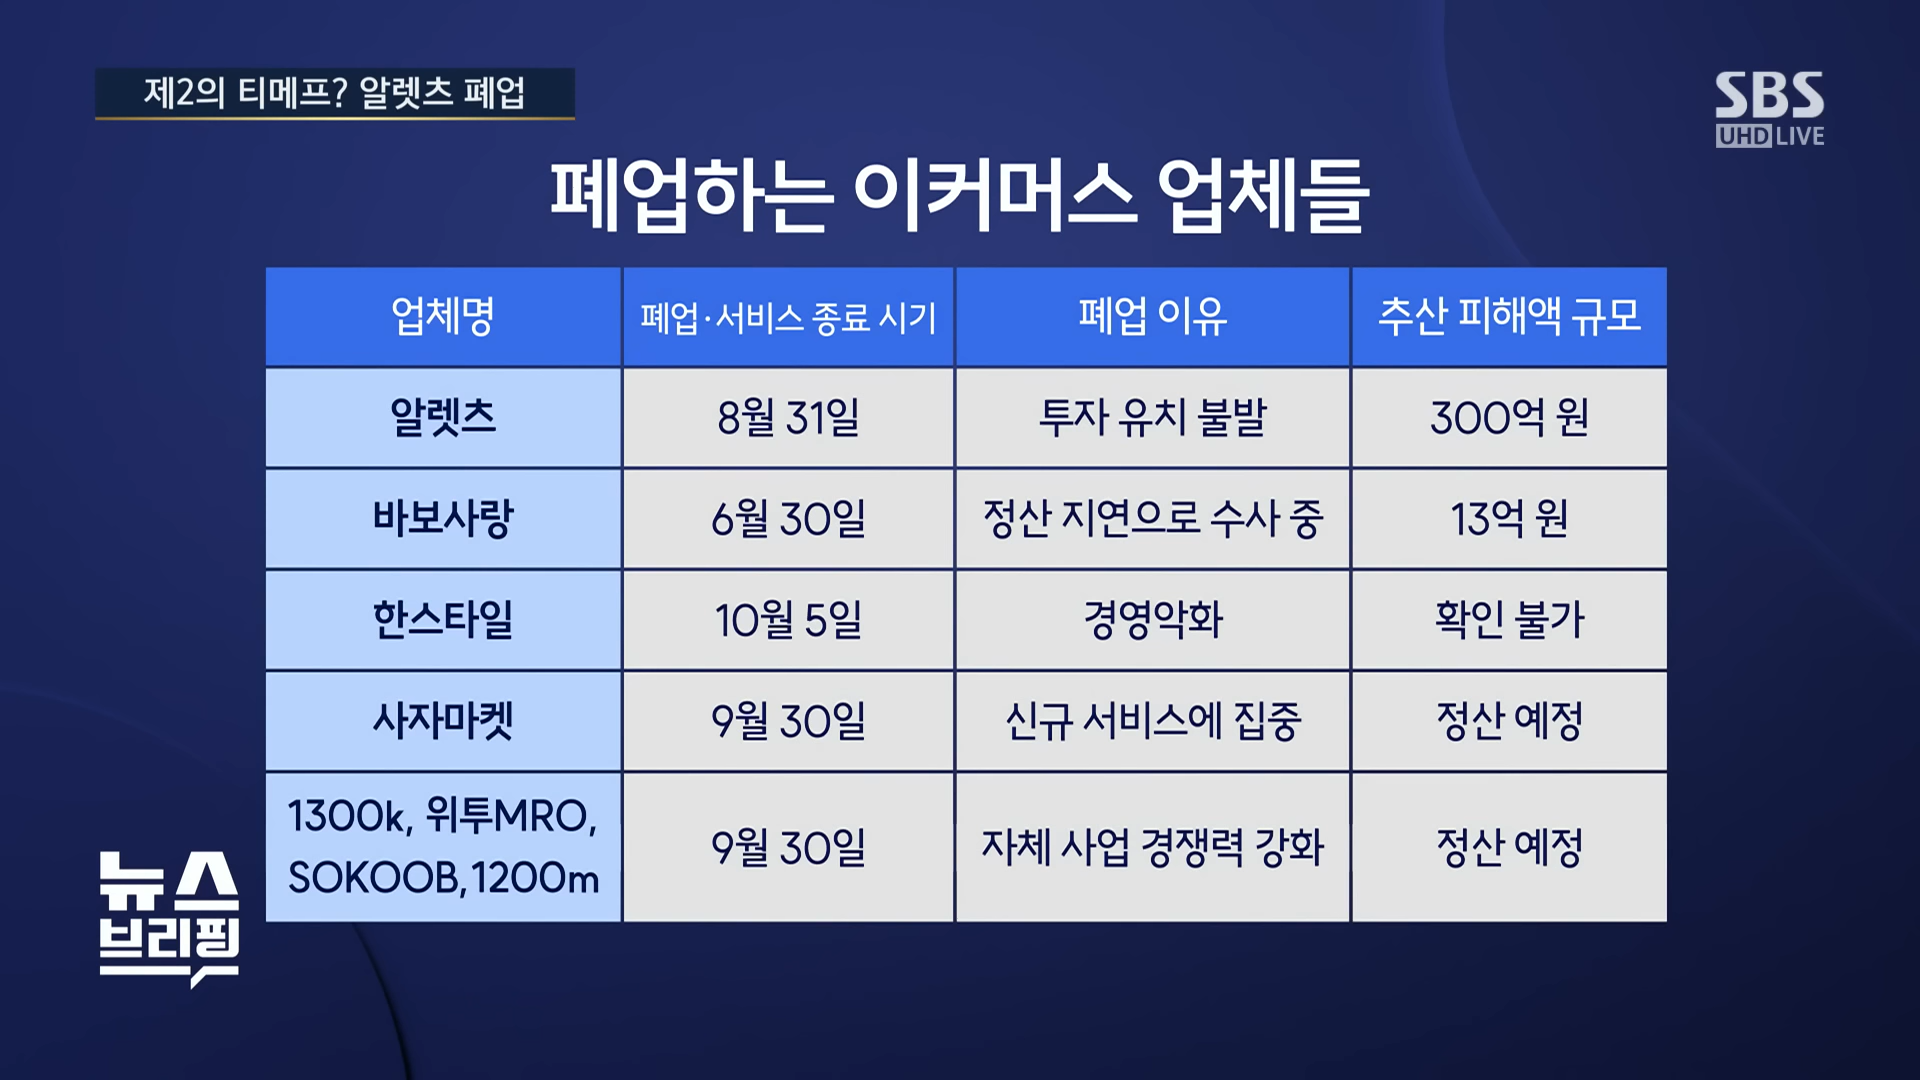 제2의 티메프? 알렛츠 폐업
SBS
UHD LIVE
폐업하는 이커머스 업체들
업체명 폐업·서비스 종료 시기 폐업 이유 추산 피해액 규모
알렛츠 8월 31일 투자 유치 불발 300억 원
바보사랑 6월 30일 정산 지연으로 수사 중 13억 원
한스타일 10월 5일 경영악화 확인 불가
사자마켓 9월 30일 신규 서비스에 집중 정산 예정
1300k, 위투MRO,
SOKOOB,1200m 9월 30일 자체 사업 경쟁력 강화 정산 예정
뉴스
브리핑